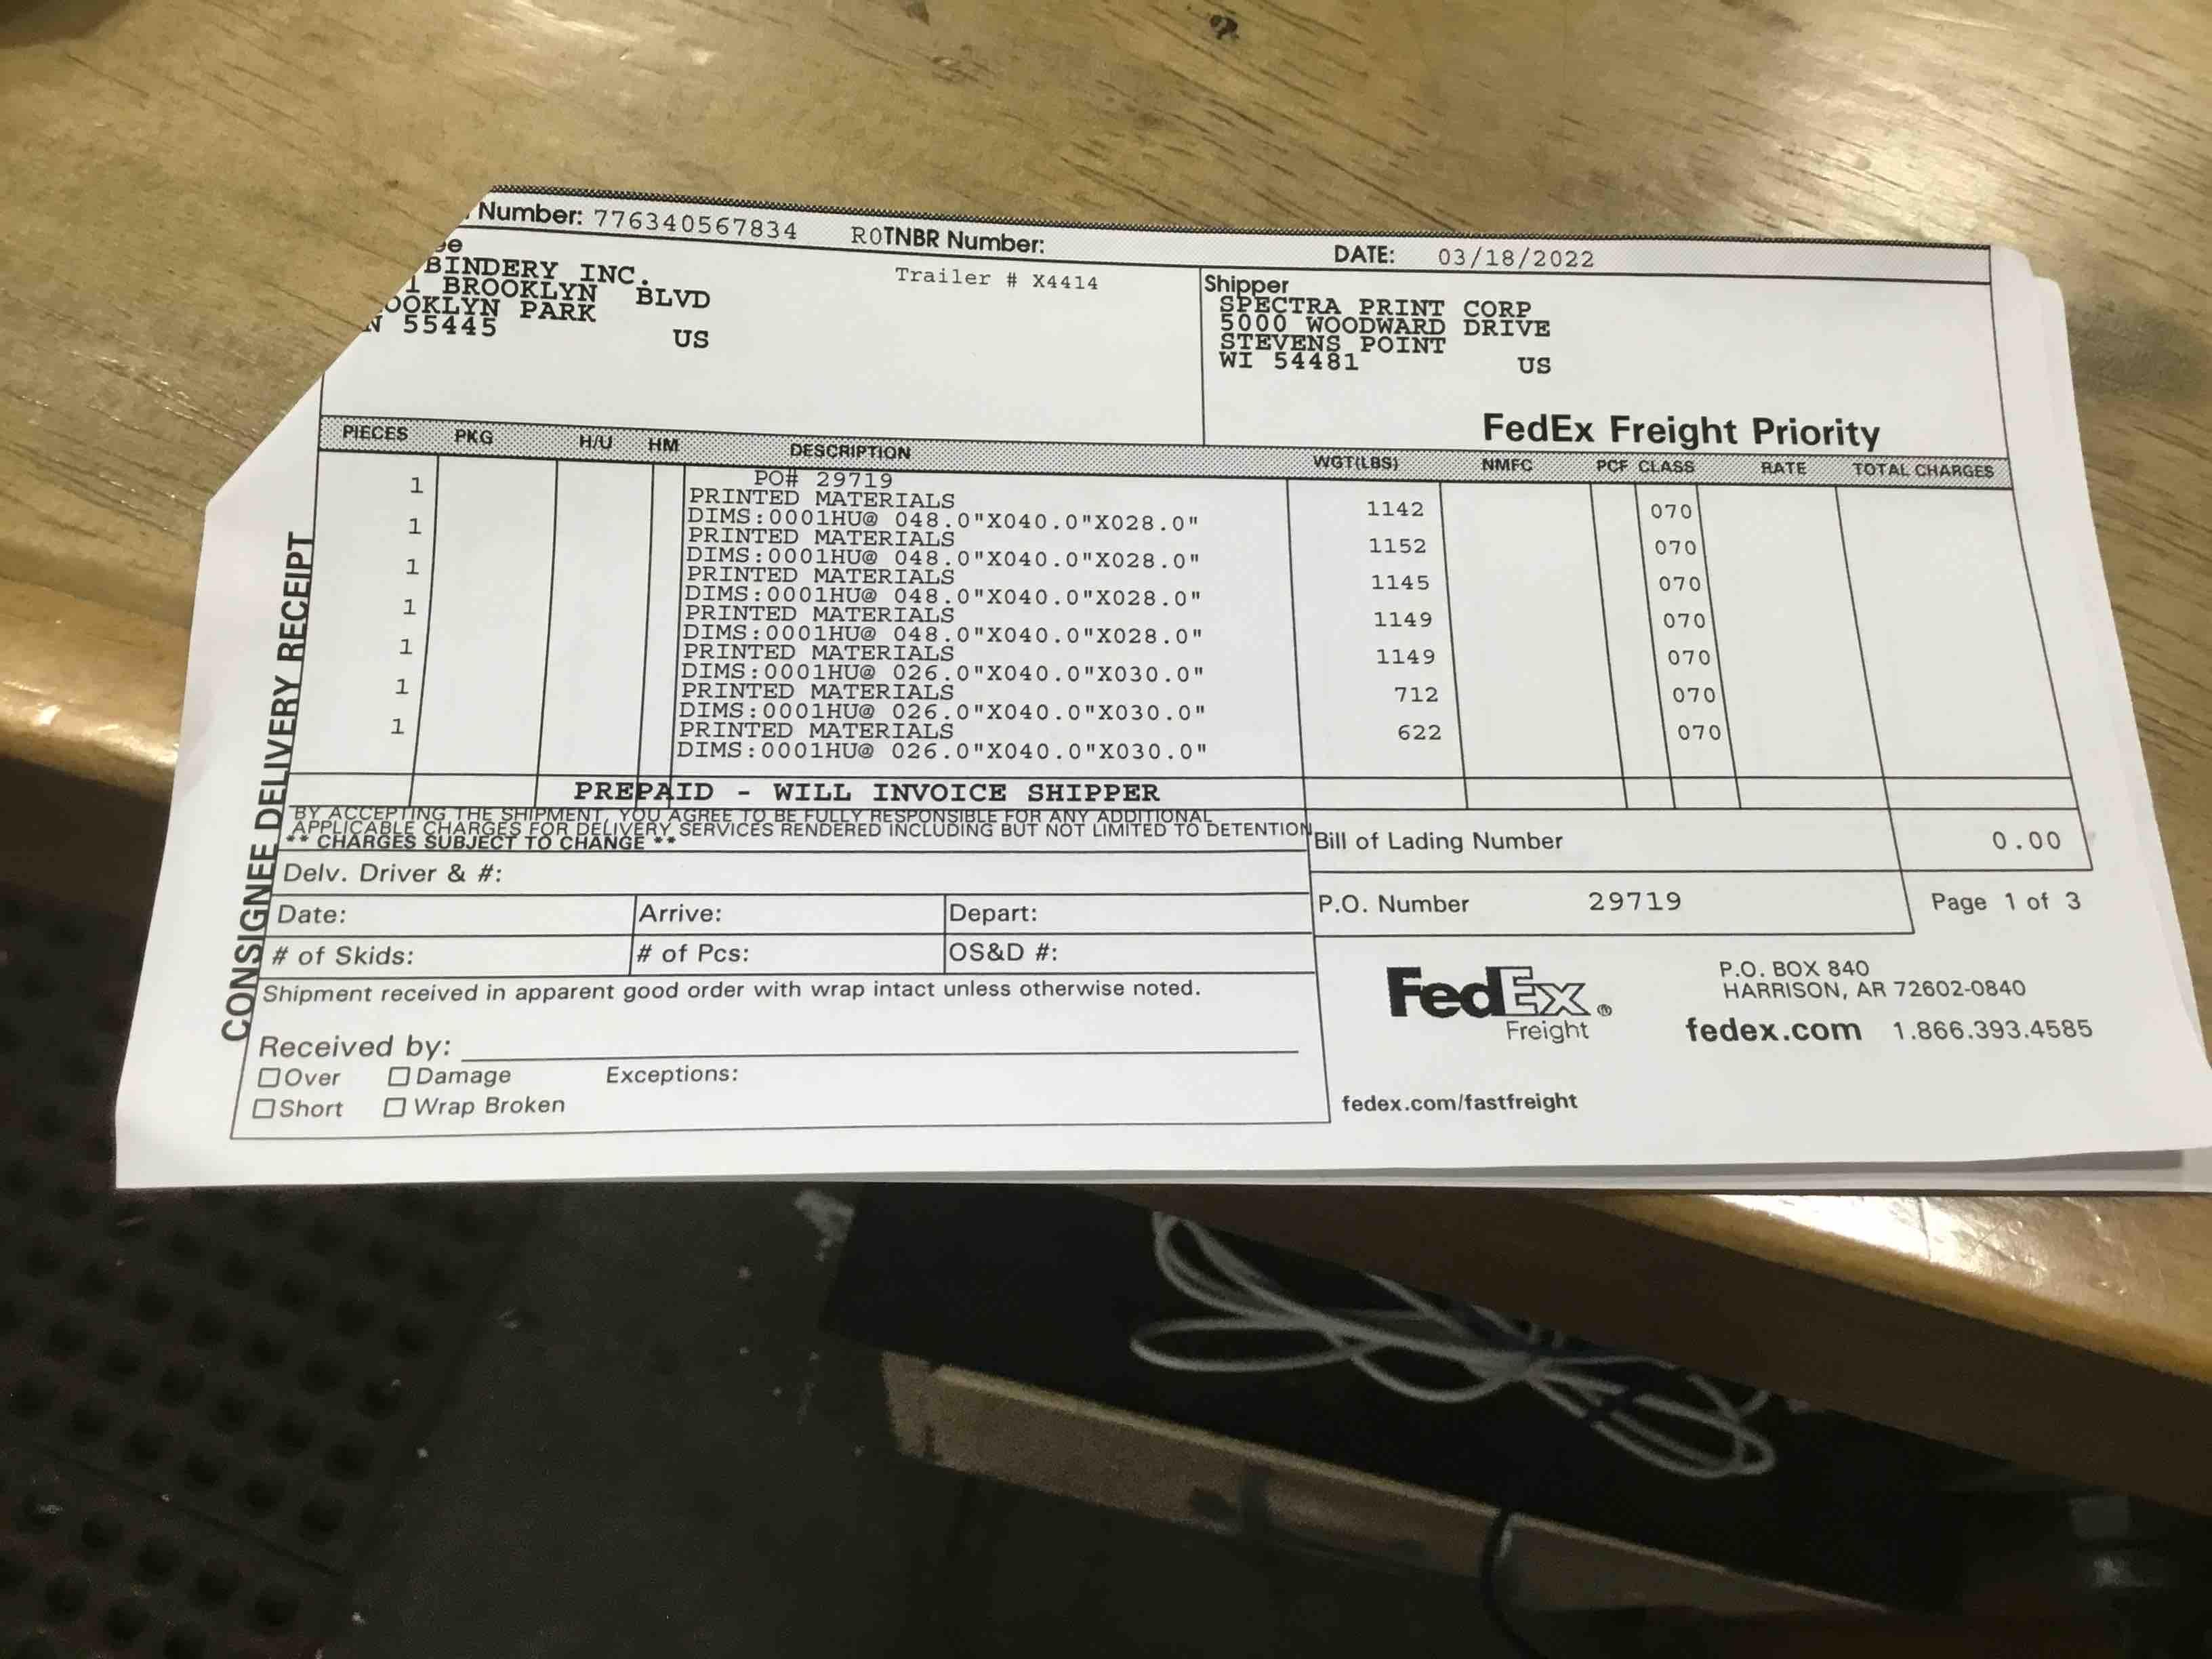 Number: 776340567834 R0TNBR Number: DATE: 03/18/2022
BINDERY INC.
BROOKLYN BLVD
PARK
55445 US
Trailer # X4414
Shipper
SPECTRA PRINT CORP
5000 WOODWARD DRIVE
STEVENS POINT
WI 54481 US
FedEx Freight Priority
PIECES PKG H/U HM DESCRIPTION WGT(LBS) NMFC PCF CLASS RATE TOTAL CHARGES
PO# 29719
1 PRINTED MATERIALS 1142 070
DIMS:0001HU@ 048.0"X040.0"X028.0"
1 PRINTED MATERIALS 1152 070
DIMS:0001HU@ 048.0"X040.0"X028.0"
1 PRINTED MATERIALS 1145 070
DIMS:0001HU@ 048.0"X040.0"X028.0"
1 PRINTED MATERIALS 1149 070
DIMS:0001HU@ 048.0"X040.0"X028.0"
1 PRINTED MATERIALS 1149 070
DIMS:0001HU@ 026.0"X040.0"X030.0"
1 PRINTED MATERIALS 712 070
DIMS:0001HU@ 026.0"X040.0"X030.0"
1 PRINTED MATERIALS 622 070
DIMS:0001HU@ 026.0"X040.0"X030.0"
PREPAID - WILL INVOICE SHIPPER
BY ACCEPTING THE SHIPMENT, YOU AGREE TO BE FULLY RESPONSIBLE FOR ANY ADDITIONAL
APPLICABLE CHARGES FOR DELIVERY SERVICES RENDERED INCLUDING BUT NOT LIMITED TO DETENTION
** CHARGES SUBJECT TO CHANGE **
Bill of Lading Number 0.00
Delv. Driver & #:
P.O. Number 29719 Page 1 of 3
Date: Arrive: Depart:
# of Skids: # of Pcs: OS&D #:
Shipment received in apparent good order with wrap intact unless otherwise noted.
Received by:
Over Damage Exceptions:
Short Wrap Broken
CONSIGNEE DELIVERY RECEIPT
FedEx®
Freight
P.O. BOX 840
HARRISON, AR 72602-0840
fedex.com 1.866.393.4585
fedex.com/fastfreight